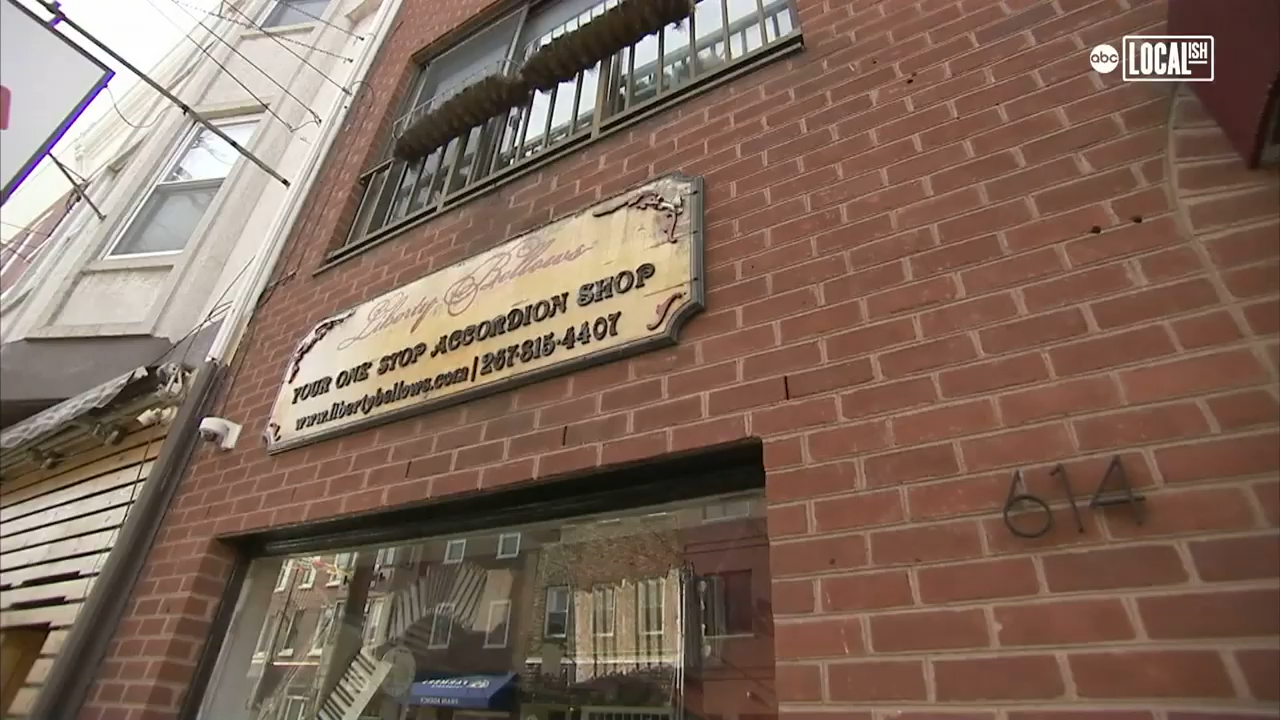 abc LOCALISH
Liberty Bellows
YOUR ONE STOP ACCORDION SHOP
www.libertybellows.com | 267-815-4407
614